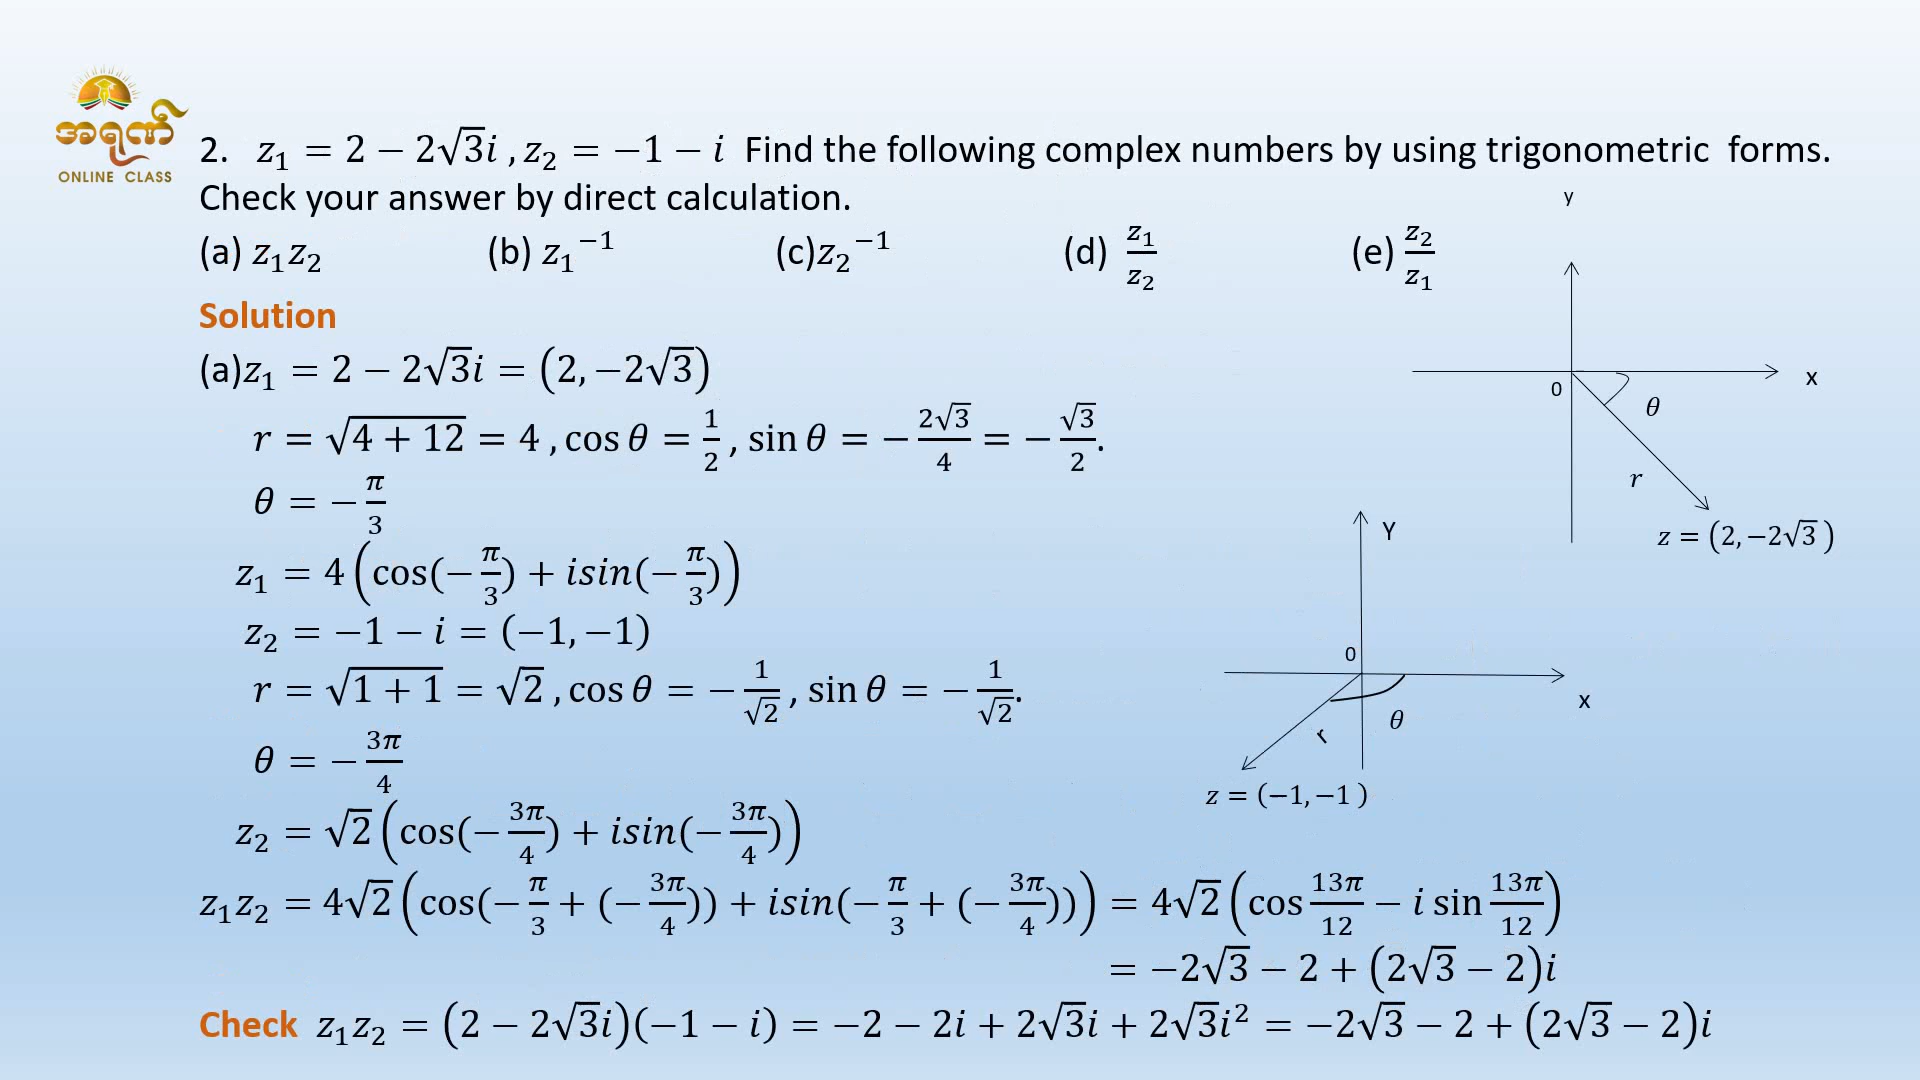 အရုဏ်
ONLINE CLASS
2. z₁ = 2 − 2√3i , z₂ = −1 − i Find the following complex numbers by using trigonometric forms.
Check your answer by direct calculation.
(a) z₁z₂ (b) z₁⁻¹ (c)z₂⁻¹ (d) z₁/z₂ (e) z₂/z₁
Solution
(a)z₁ = 2 − 2√3i = (2, −2√3)
r = √(4 + 12) = 4 , cos θ = 1/2 , sin θ = − 2√3/4 = − √3/2.
θ = − π/3
z₁ = 4 (cos(− π/3) + isin(− π/3))
z₂ = −1 − i = (−1, −1)
r = √(1 + 1) = √2 , cos θ = − 1/√2 , sin θ = − 1/√2.
θ = − 3π/4
z₂ = √2 (cos(− 3π/4) + isin(− 3π/4))
z₁z₂ = 4√2 (cos(− π/3 + (− 3π/4)) + isin(− π/3 + (− 3π/4))) = 4√2 (cos 13π/12 − i sin 13π/12)
= −2√3 − 2 + (2√3 − 2)i
Check z₁z₂ = (2 − 2√3i)(−1 − i) = −2 − 2i + 2√3i + 2√3i² = −2√3 − 2 + (2√3 − 2)i
y
x
0
θ
r
z = (2, −2√3 )
Y
0
x
θ
r
z = (−1, −1 )